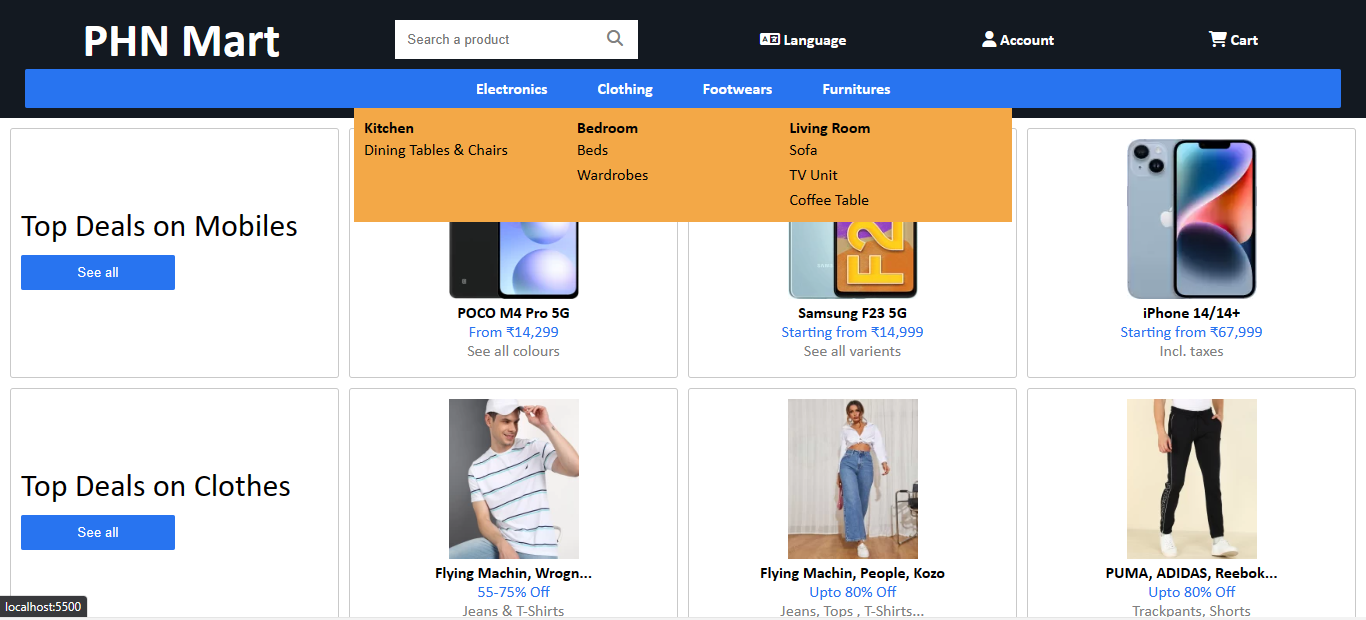 PHN Mart
Search a product
Language
Account
Cart
Electronics
Clothing
Footwears
Furnitures
Kitchen
Bedroom
Living Room
Dining Tables & Chairs
Beds
Sofa
Wardrobes
TV Unit
Coffee Table
Top Deals on Mobiles
See all
F2
SAMSUNG
POCO M4 Pro 5G
From ₹14,299
See all colours
Samsung F23 5G
Starting from ₹14,999
See all varients
iPhone 14/14+
Starting from ₹67,999
Incl. taxes
Top Deals on Clothes
See all
Flying Machin, Wrogn...
55-75% Off
Jeans & T-Shirts
Flying Machin, People, Kozo
Upto 80% Off
Jeans, Tops , T-Shirts...
PUMA, ADIDAS, Reebok...
Upto 80% Off
Trackpants, Shorts
localhost:5500